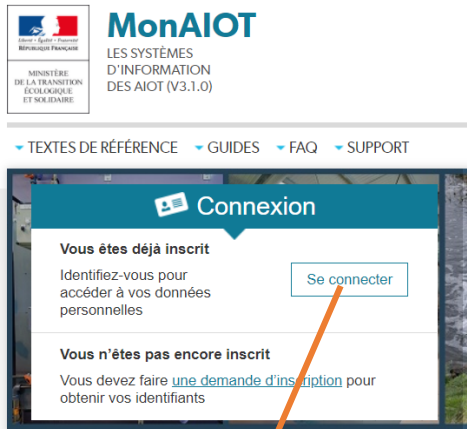 Liberté • Égalité • Fraternité
RÉPUBLIQUE FRANÇAISE
MINISTÈRE
DE LA TRANSITION
ÉCOLOGIQUE
ET SOLIDAIRE
MonAIOT
LES SYSTÈMES
D'INFORMATION
DES AIOT (V3.1.0)
TEXTES DE RÉFÉRENCE GUIDES FAQ SUPPORT
Connexion
Vous êtes déjà inscrit
Identifiez-vous pour
accéder à vos données
personnelles
Se connecter
Vous n'êtes pas encore inscrit
Vous devez faire une demande d'inscription pour
obtenir vos identifiants